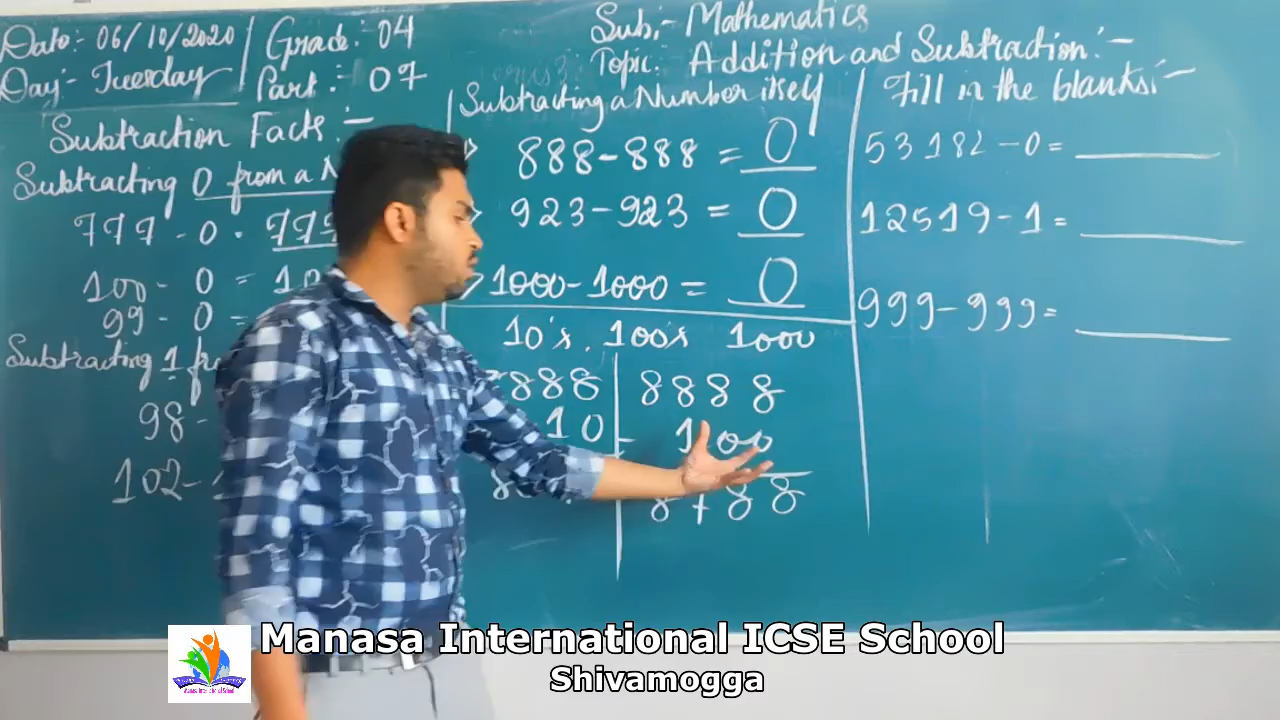 Date:- 06/10/2020
Day:- Tuesday
Grade:- 04
Part:- 07
Sub:- Mathematics
Topic: Addition and Subtraction:-
Subtraction Facts:-
Subtracting 0 from a
777 - 0 =
100 - 0 =
99 - 0 =
Subtracting 1
98 -
102 -
Subtracting a Number itself
888-888 = 0
923-923 = 0
1000-1000 = 0
10's, 100's 1000
888
10
8888
- 100
8788
Fill in the blanks:-
53182-0= ______
12519-1= ______
999-999= ______
Manasa International ICSE School
Shivamogga